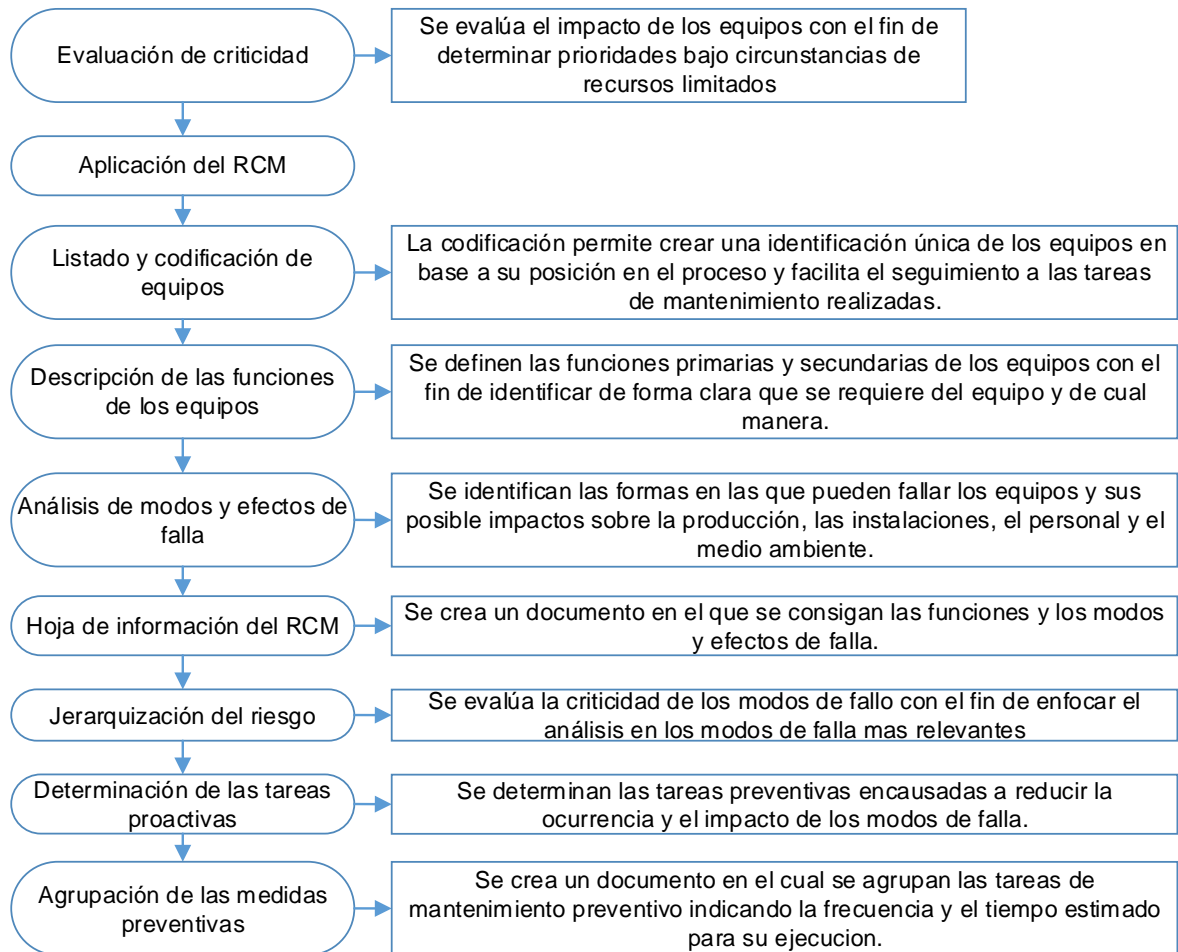 Evaluación de criticidad
Se evalúa el impacto de los equipos con el fin de
determinar prioridades bajo circunstancias de
recursos limitados
Aplicación del RCM
Listado y codificación de
equipos
La codificación permite crear una identificación única de los equipos en
base a su posición en el proceso y facilita el seguimiento a las tareas
de mantenimiento realizadas.
Descripción de las funciones
de los equipos
Se definen las funciones primarias y secundarias de los equipos con el
fin de identificar de forma clara que se requiere del equipo y de cual
manera.
Análisis de modos y efectos de
falla
Se identifican las formas en las que pueden fallar los equipos y sus
posible impactos sobre la producción, las instalaciones, el personal y el
medio ambiente.
Hoja de información del RCM
Se crea un documento en el que se consigan las funciones y los modos
y efectos de falla.
Jerarquización del riesgo
Se evalúa la criticidad de los modos de fallo con el fin de enfocar el
análisis en los modos de falla mas relevantes
Determinación de las tareas
proactivas
Se determinan las tareas preventivas encausadas a reducir la
ocurrencia y el impacto de los modos de falla.
Agrupación de las medidas
preventivas
Se crea un documento en el cual se agrupan las tareas de
mantenimiento preventivo indicando la frecuencia y el tiempo estimado
para su ejecucion.